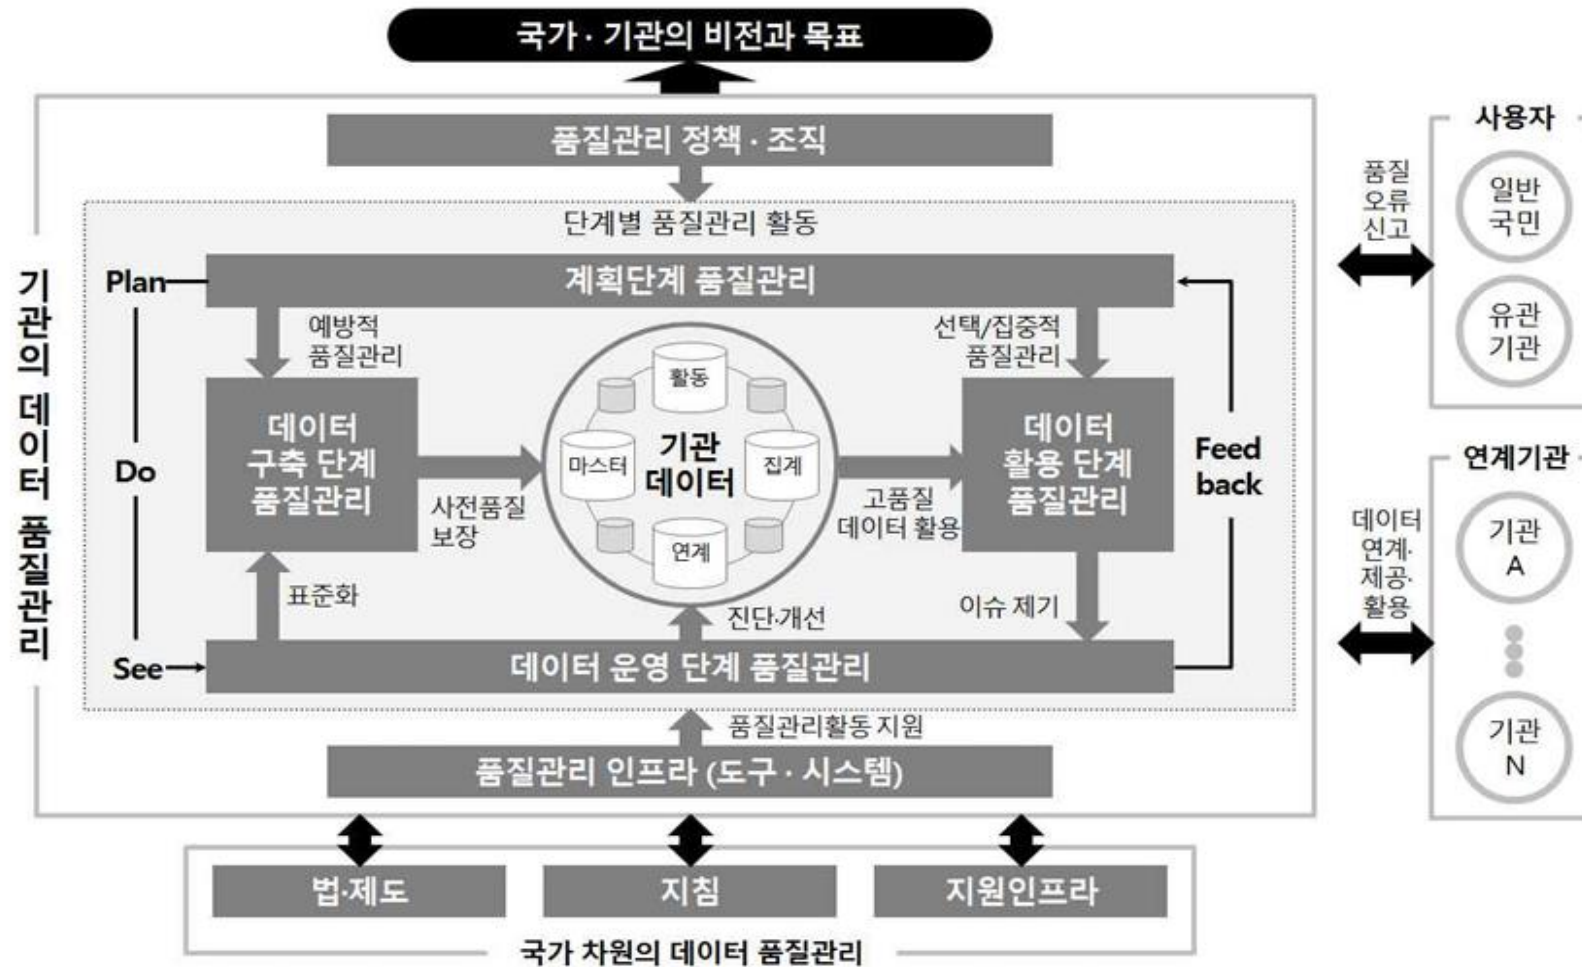 국가 · 기관의 비전과 목표
품질관리 정책 · 조직
단계별 품질관리 활동
기관의 데이터 품질관리
Plan
계획단계 품질관리
예방적
품질관리
선택/집중적
품질관리
Do
데이터
구축 단계
품질관리
사전품질
보장
활동
마스터
기관
데이터
집계
연계
고품질
데이터 활용
데이터
활용 단계
품질관리
Feed
back
표준화
진단·개선
이슈 제기
See
데이터 운영 단계 품질관리
품질관리활동 지원
품질관리 인프라 (도구 · 시스템)
법·제도
지침
지원인프라
국가 차원의 데이터 품질관리
품질
오류
신고
사용자
일반
국민
유관
기관
데이터
연계·
제공·
활용
연계기관
기관
A
기관
N